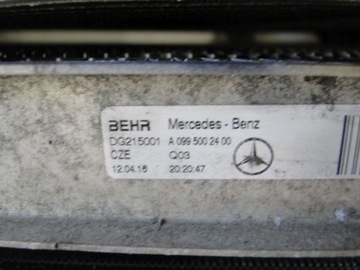 BEHR Mercedes - Benz
DG215001 A 099 500 24 00
CZE Q03
12.04.16 20:20:47